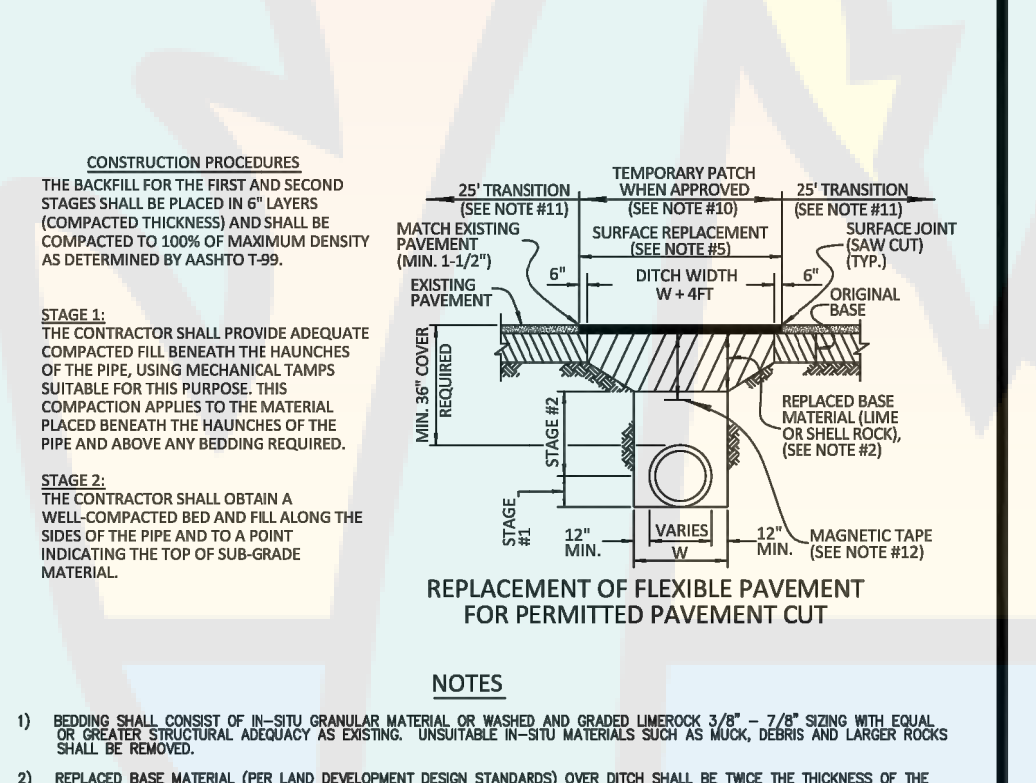 CONSTRUCTION PROCEDURES
THE BACKFILL FOR THE FIRST AND SECOND
STAGES SHALL BE PLACED IN 6" LAYERS
(COMPACTED THICKNESS) AND SHALL BE
COMPACTED TO 100% OF MAXIMUM DENSITY
AS DETERMINED BY AASHTO T-99.
STAGE 1:
THE CONTRACTOR SHALL PROVIDE ADEQUATE
COMPACTED FILL BENEATH THE HAUNCHES
OF THE PIPE, USING MECHANICAL TAMPS
SUITABLE FOR THIS PURPOSE. THIS
COMPACTION APPLIES TO THE MATERIAL
PLACED BENEATH THE HAUNCHES OF THE
PIPE AND ABOVE ANY BEDDING REQUIRED.
STAGE 2:
THE CONTRACTOR SHALL OBTAIN A
WELL-COMPACTED BED AND FILL ALONG THE
SIDES OF THE PIPE AND TO A POINT
INDICATING THE TOP OF SUB-GRADE
MATERIAL.
25' TRANSITION
(SEE NOTE #11)
TEMPORARY PATCH
WHEN APPROVED
(SEE NOTE #10)
25' TRANSITION
(SEE NOTE #11)
MATCH EXISTING
PAVEMENT
(MIN. 1-1/2")
SURFACE REPLACEMENT
(SEE NOTE #5)
SURFACE JOINT
(SAW CUT)
(TYP.)
6"
DITCH WIDTH
W + 4FT
6"
EXISTING
PAVEMENT
ORIGINAL
BASE
MIN. 36" COVER
REQUIRED
STAGE #2
STAGE
#1
REPLACED BASE
MATERIAL (LIME
OR SHELL ROCK),
(SEE NOTE #2)
12"
MIN.
VARIES
W
12"
MIN.
MAGNETIC TAPE
(SEE NOTE #12)
REPLACEMENT OF FLEXIBLE PAVEMENT
FOR PERMITTED PAVEMENT CUT
NOTES
1) BEDDING SHALL CONSIST OF IN-SITU GRANULAR MATERIAL OR WASHED AND GRADED LIMEROCK 3/8" - 7/8" SIZING WITH EQUAL
OR GREATER STRUCTURAL ADEQUACY AS EXISTING. UNSUITABLE IN-SITU MATERIALS SUCH AS MUCK, DEBRIS AND LARGER ROCKS
SHALL BE REMOVED.
2) REPLACED BASE MATERIAL (PER LAND DEVELOPMENT DESIGN STANDARDS) OVER DITCH SHALL BE TWICE THE THICKNESS OF THE